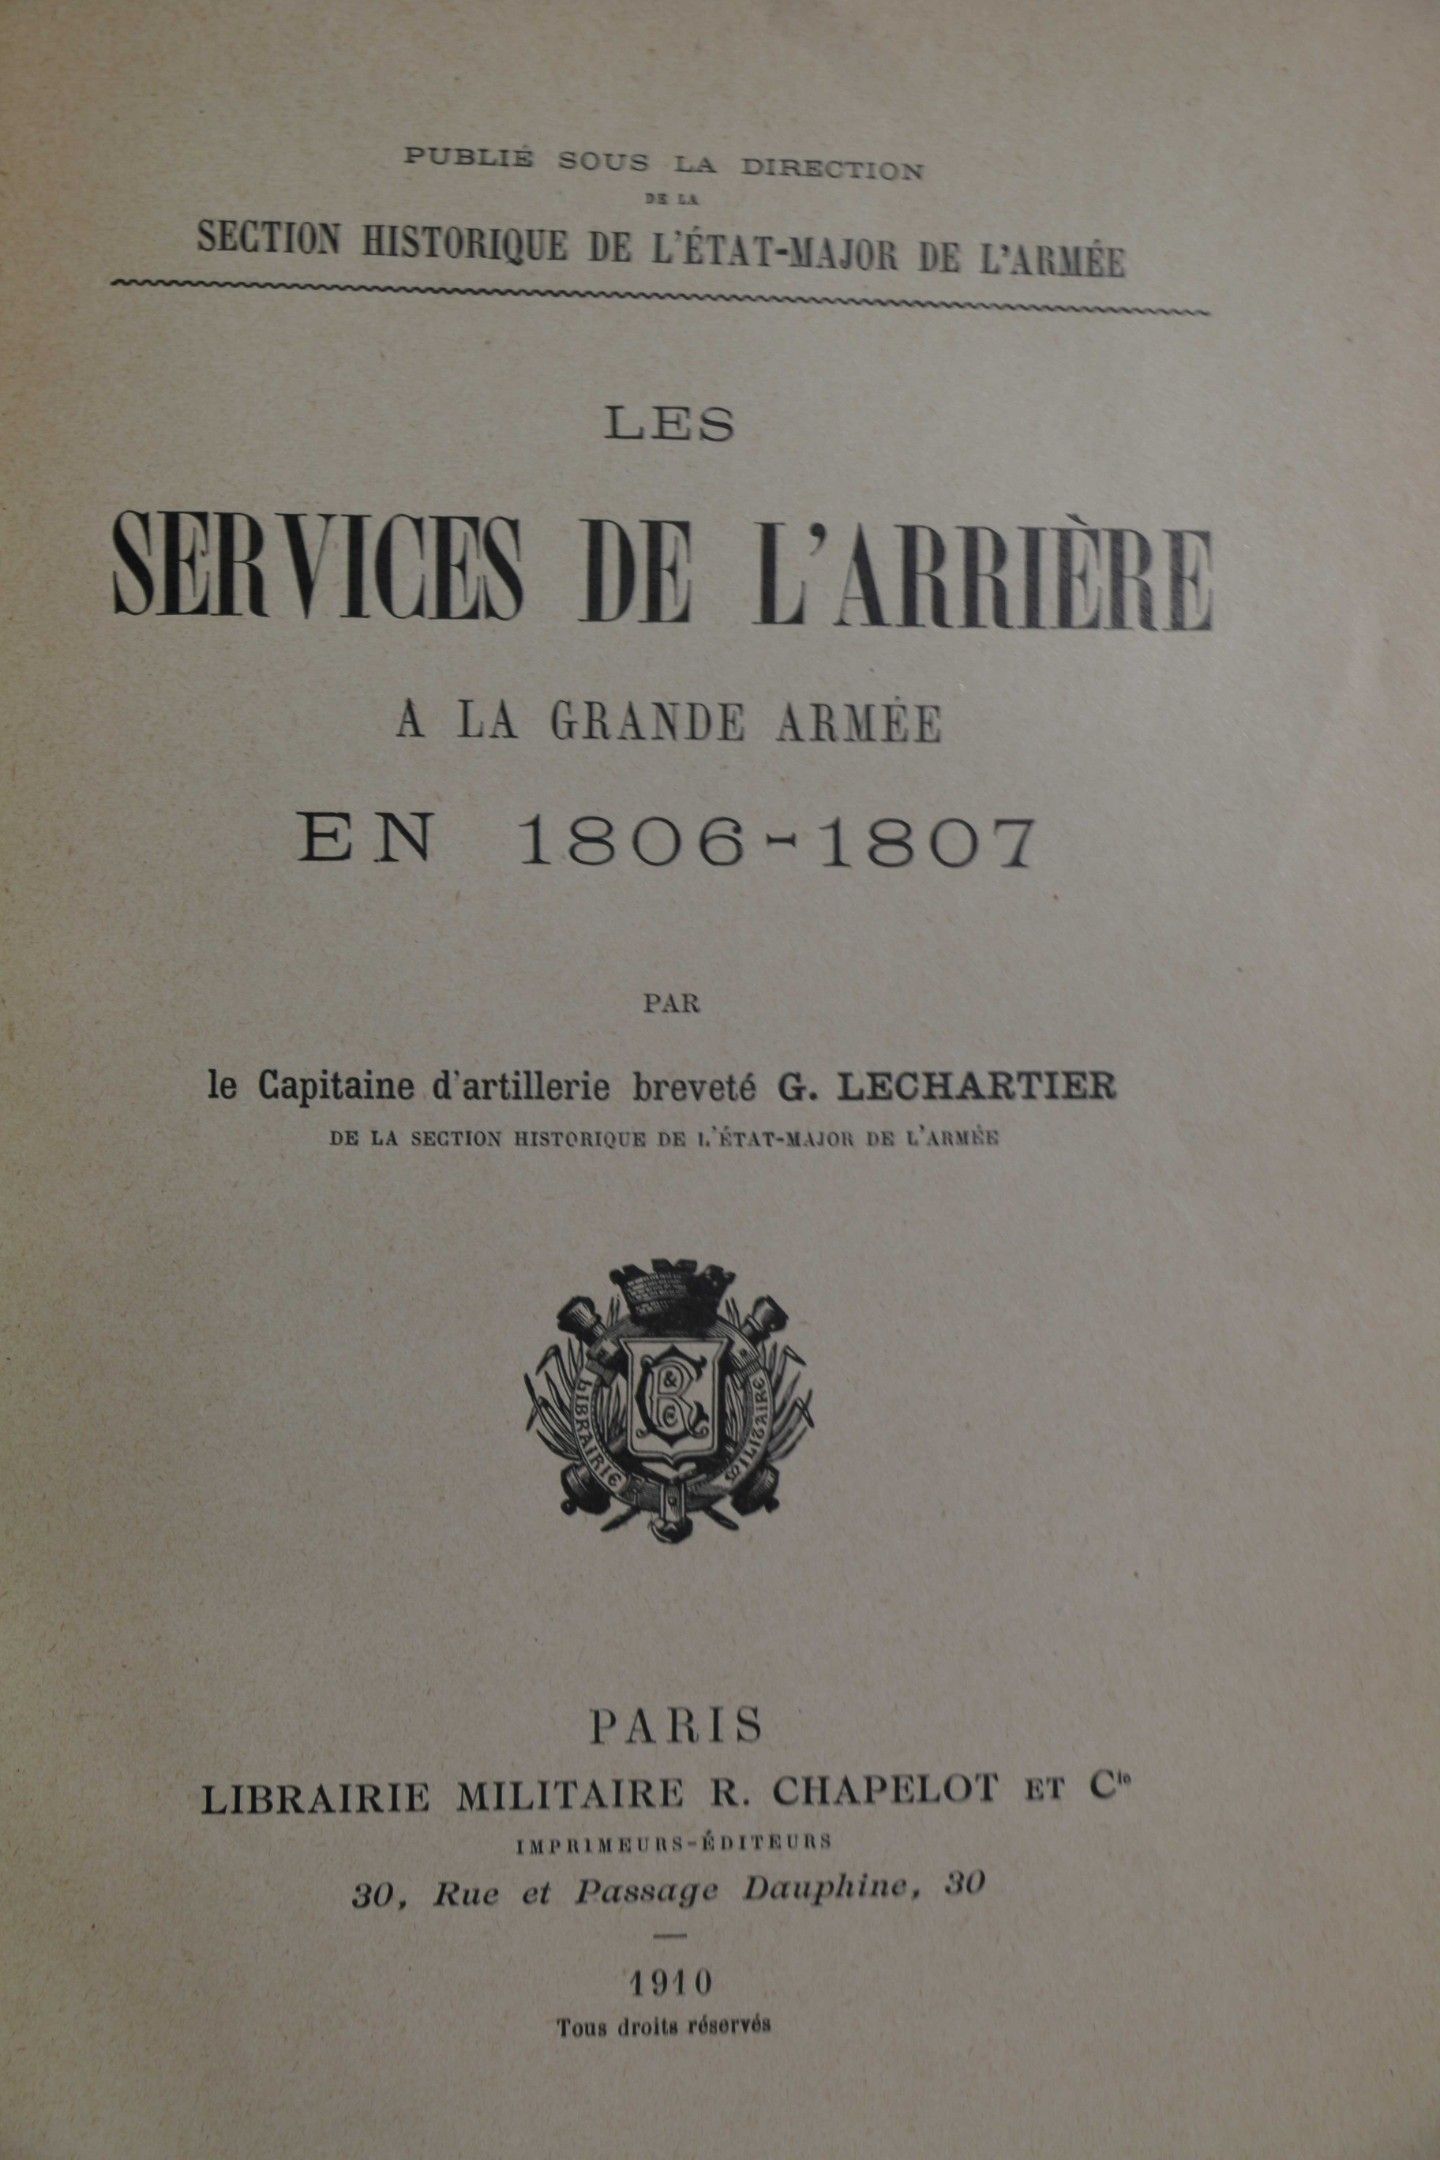 PUBLIÉ SOUS LA DIRECTION
DE LA
SECTION HISTORIQUE DE L'ÉTAT-MAJOR DE L'ARMÉE
LES
SERVICES DE L'ARRIÈRE
A LA GRANDE ARMÉE
EN 1806-1807
PAR
le Capitaine d'artillerie breveté G. LECHARTIER
DE LA SECTION HISTORIQUE DE L'ÉTAT-MAJOR DE L'ARMÉE
LIBRAIRIE MILITAIRE
PARIS
LIBRAIRIE MILITAIRE R. CHAPELOT ET Cie
IMPRIMEURS-ÉDITEURS
30, Rue et Passage Dauphine, 30
1910
Tous droits réservés